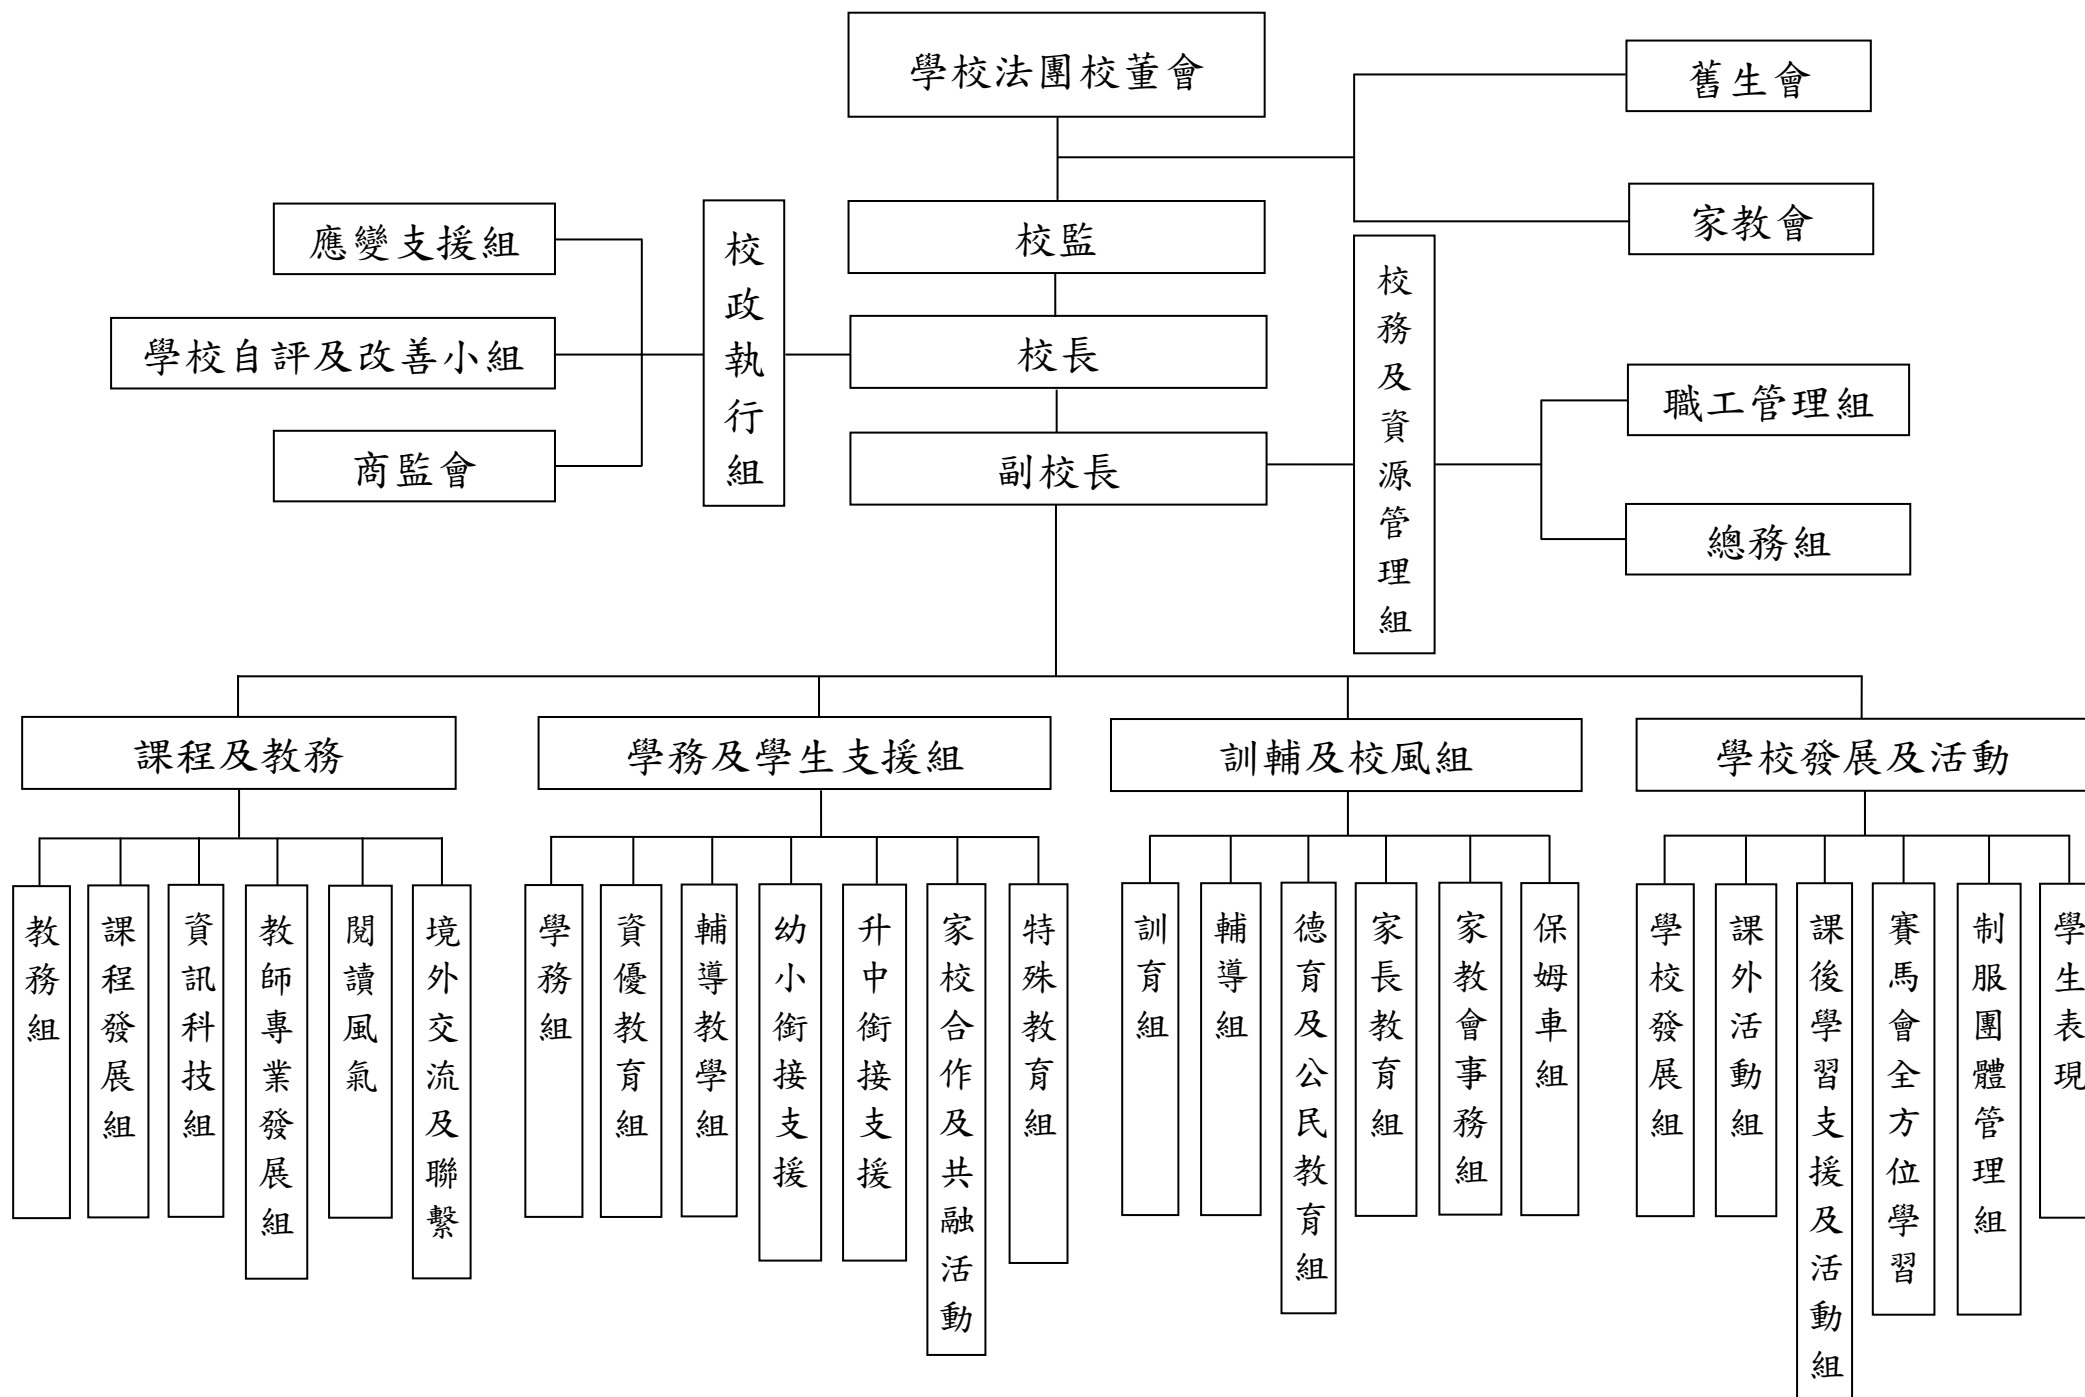 學校法團校董會
舊生會
家教會
校監
校長
副校長
校政執行組
應變支援組
學校自評及改善小組
商監會
校務及資源管理組
職工管理組
總務組
課程及教務
學務及學生支援組
訓輔及校風組
學校發展及活動
教務組
課程發展組
資訊科技組
教師專業發展組
閱讀風氣
境外交流及聯繫
學務組
資優教育組
輔導教學組
幼小銜接支援
升中銜接支援
家校合作及共融活動
特殊教育組
訓育組
輔導組
德育及公民教育組
家長教育組
家教會事務組
保姆車組
學校發展組
課外活動組
課後學習支援及活動組
賽馬會全方位學習
制服團體管理組
學生表現